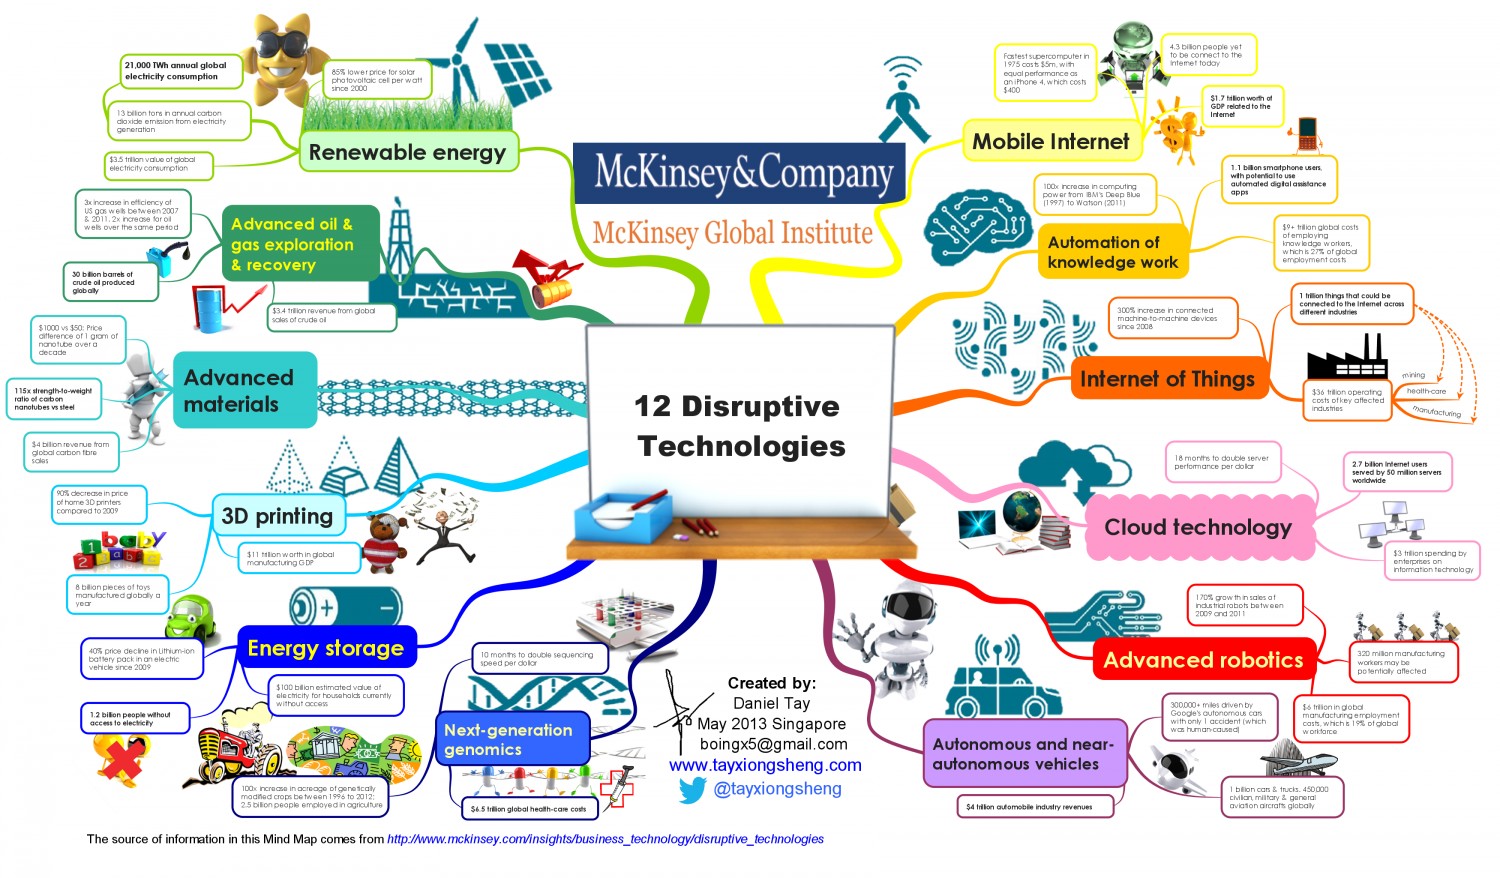 McKinsey&Company
McKinsey Global Institute
12 Disruptive
Technologies
Mobile Internet
Fastest supercomputer in
1975 costs $5m, with
equal performance as
an iPhone 4, which costs
$400
4.3 billion people yet
to be connect to the
Internet today
$1.7 trillion worth of
GDP related to the
Internet
Automation of
knowledge work
100x increase in computing
power from IBM's Deep Blue
(1997) to Watson (2011)
1.1 billion smartphone users,
with potential to use
automated digital assistance
apps
$9+ trillion global costs
of employing
knowledge workers,
which is 27% of global
employment costs
Internet of Things
300% increase in connected
machine-to-machine devices
since 2008
1 trillion things that could be
connected to the Internet across
different industries
$36 trillion operating
costs of key affected
industries
mining
health-care
manufacturing
Cloud technology
18 months to double server
performance per dollar
2.7 billion Internet users
served by 50 million servers
worldwide
$3 trillion spending by
enterprises on
information technology
Advanced robotics
170% growth in sales of
industrial robots between
2009 and 2011
320 million manufacturing
workers may be
potentially affected
$6 trillion in global
manufacturing employment
costs, which is 19% of global
workforce
Autonomous and near-
autonomous vehicles
300,000+ miles driven by
Google's autonomous cars
with only 1 accident (which
was human-caused)
1 billion cars & trucks. 450,000
civilian, military & general
aviation aircrafts globally
$4 trillion automobile industry revenues
Next-generation
genomics
10 months to double sequencing
speed per dollar
100x increase in acreage of genetically
modified crops between 1996 to 2012;
2.5 billion people employed in agriculture
$6.5 trillion global health-care costs
Energy storage
40% price decline in Lithium-ion
battery pack in an electric
vehicle since 2009
$100 billion estimated value of
electricity for households currently
without access
1.2 billion people without
access to electricity
3D printing
90% decrease in price
of home 3D printers
compared to 2009
$11 trillion worth in global
manufacturing GDP
8 billion pieces of toys
manufactured globally a
year
1 baby
2
Advanced
materials
$1000 vs $50: Price
difference of 1 gram of
nanotube over a
decade
115x strength-to-weight
ratio of carbon
nanotubes vs steel
$4 billion revenue from
global carbon fibre
sales
Advanced oil &
gas exploration
& recovery
3x increase in efficiency of
US gas wells between 2007
& 2011. 2x increase for oil
wells over the same period
30 billion barrels of
crude oil produced
globally
$3.4 trillion revenue from global
sales of crude oil
Renewable energy
21,000 TWh annual global
electricity consumption
85% lower price for solar
photovoltaic cell per watt
since 2000
13 billion tons in annual carbon
dioxide emission from electricity
generation
$3.5 trillion value of global
electricity consumption
Created by:
Daniel Tay
May 2013 Singapore
boingx5@gmail.com
www.tayxiongsheng.com
@tayxiongsheng
The source of information in this Mind Map comes from http://www.mckinsey.com/insights/business_technology/disruptive_technologies